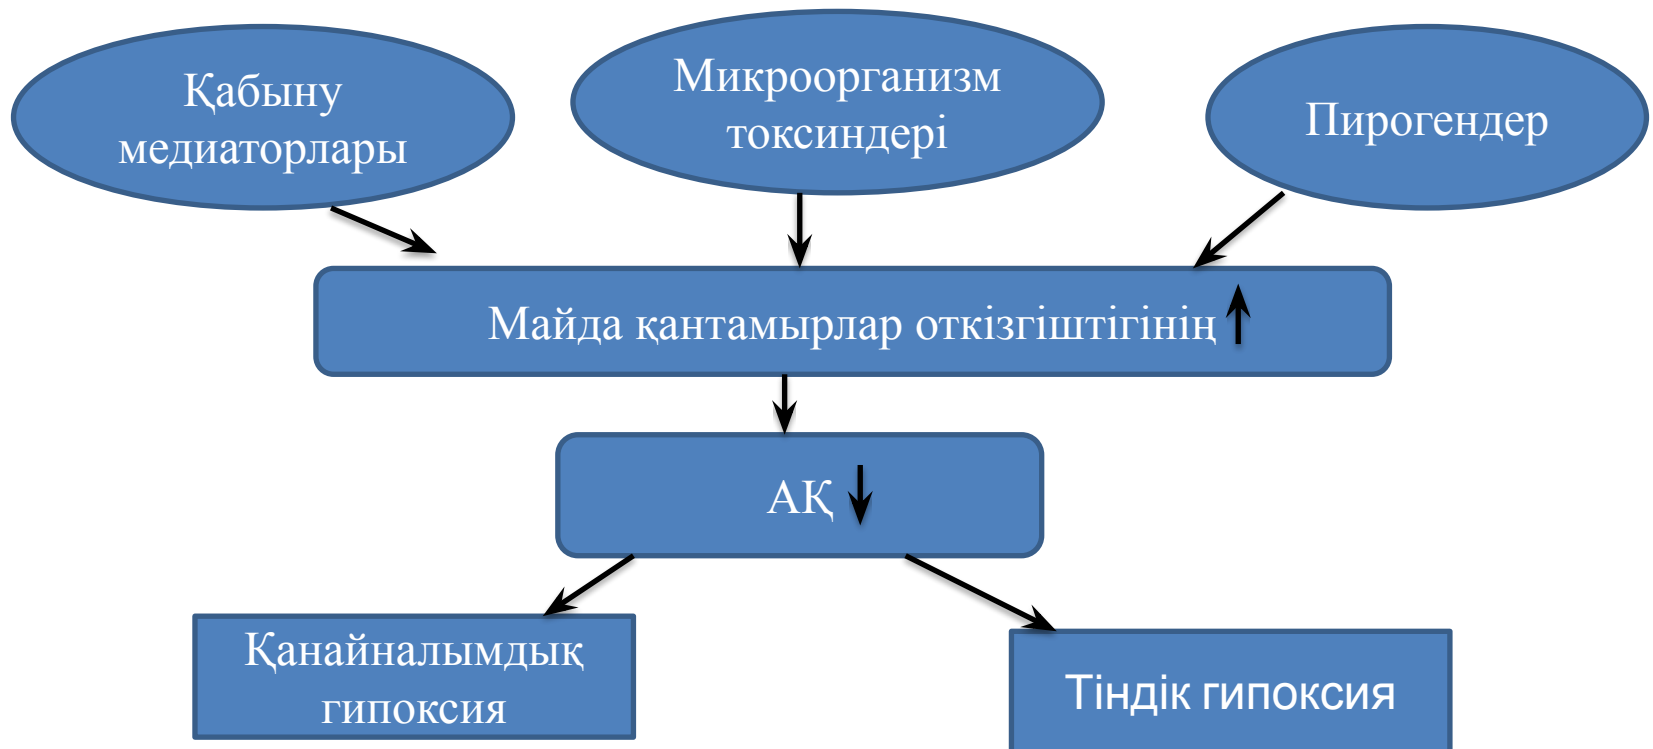 Қабыну
медиаторлары
Микроорганизм
токсиндері
Пирогендер
Майда қантамырлар откізгіштігінің
АҚ
Қанайналымдық
гипоксия
Тіндік гипоксия